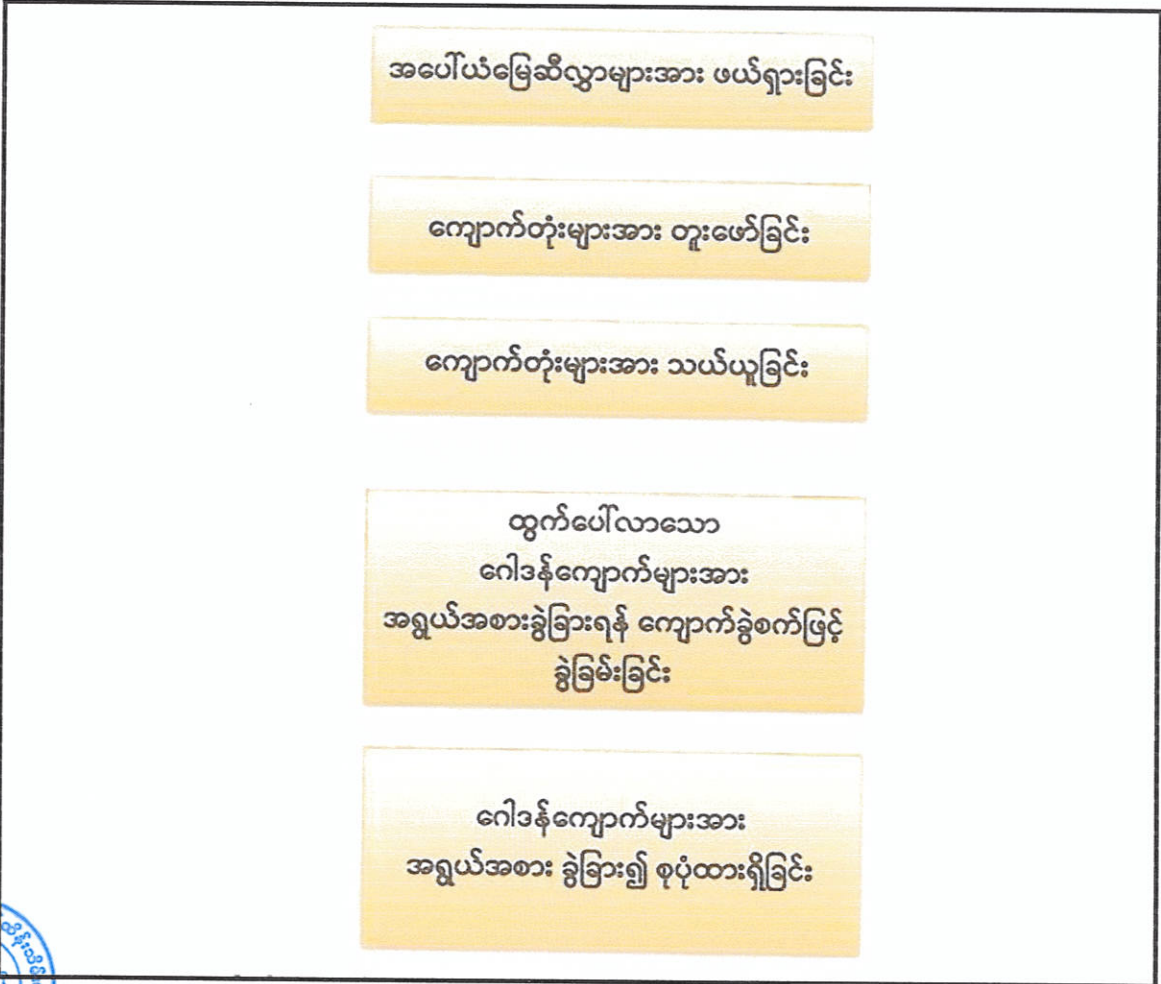 အပေါ်ယံမြေဆီလွှာများအား ဖယ်ရှားခြင်း
ကျောက်တုံးများအား တူးဖော်ခြင်း
ကျောက်တုံးများအား သယ်ယူခြင်း
ထွက်ပေါ်လာသော
ဂေါဒန်ကျောက်များအား
အရွယ်အစားခွဲခြားရန် ကျောက်ခွဲစက်ဖြင့်
ခွဲခြမ်းခြင်း
ဂေါဒန်ကျောက်များအား
အရွယ်အစား ခွဲခြား၍ စုပုံထားရှိခြင်း